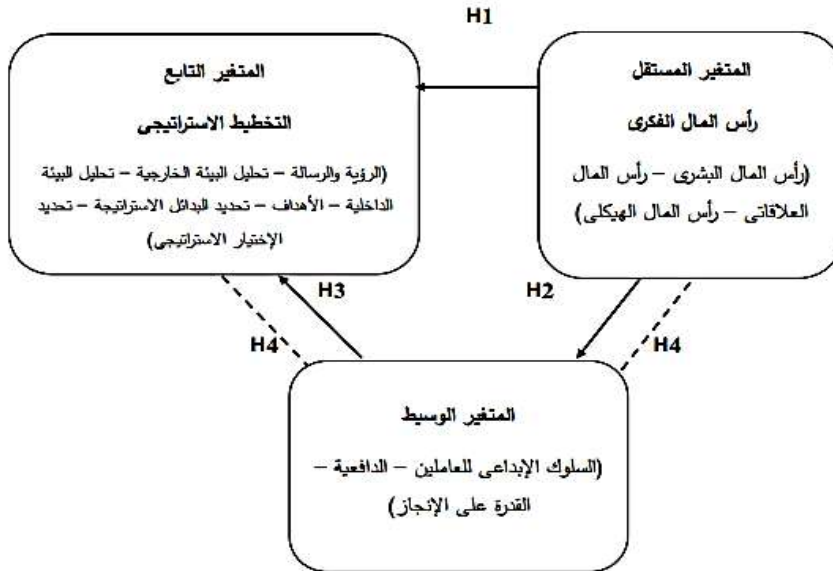 H1
المتغير المستقل
رأس المال الفكرى
(رأس المال البشرى – رأس المال
العلاقاتى – رأس المال الهيكلى)
المتغير التابع
التخطيط الاستراتيجى
(الرؤية والرسالة – تحليل البيئة الخارجية – تحليل البيئة
الداخلية – الأهداف – تحديد البدائل الاستراتيجة – تحديد
الإختيار الاستراتيجى)
H2
H3
H4
H4
المتغير الوسيط
(السلوك الإبداعى للعاملين – الدافعية –
القدرة على الإنجاز)